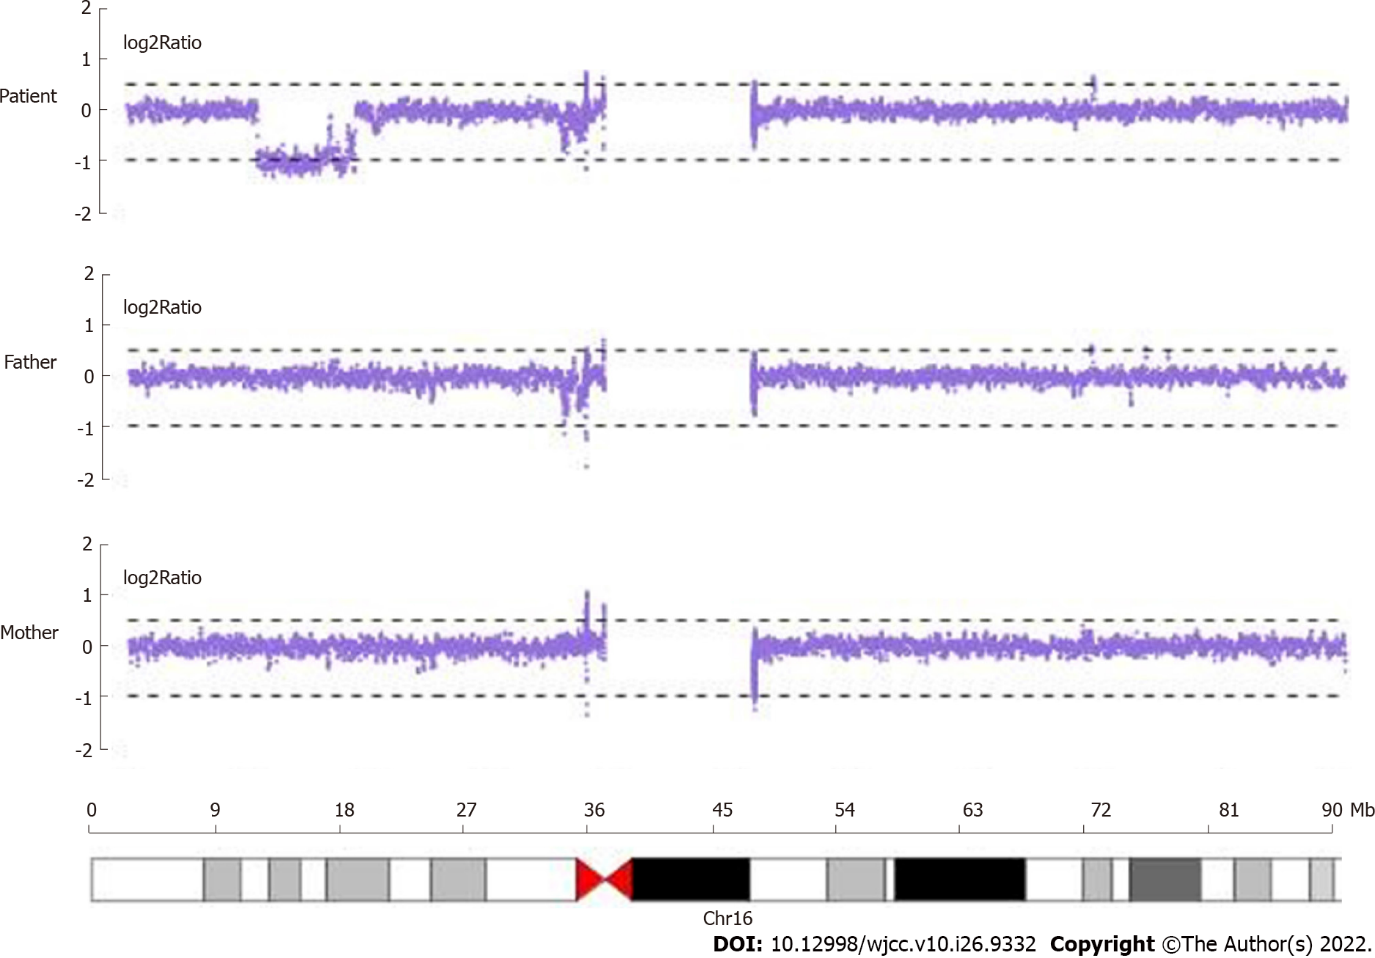 2
log2Ratio
1
Patient
0
-1
-2
2
log2Ratio
1
Father
0
-1
-2
2
log2Ratio
1
Mother
0
-1
-2
0 9 18 27 36 45 54 63 72 81 90 Mb
Chr16
DOI: 10.12998/wjcc.v10.i26.9332 Copyright ©The Author(s) 2022.